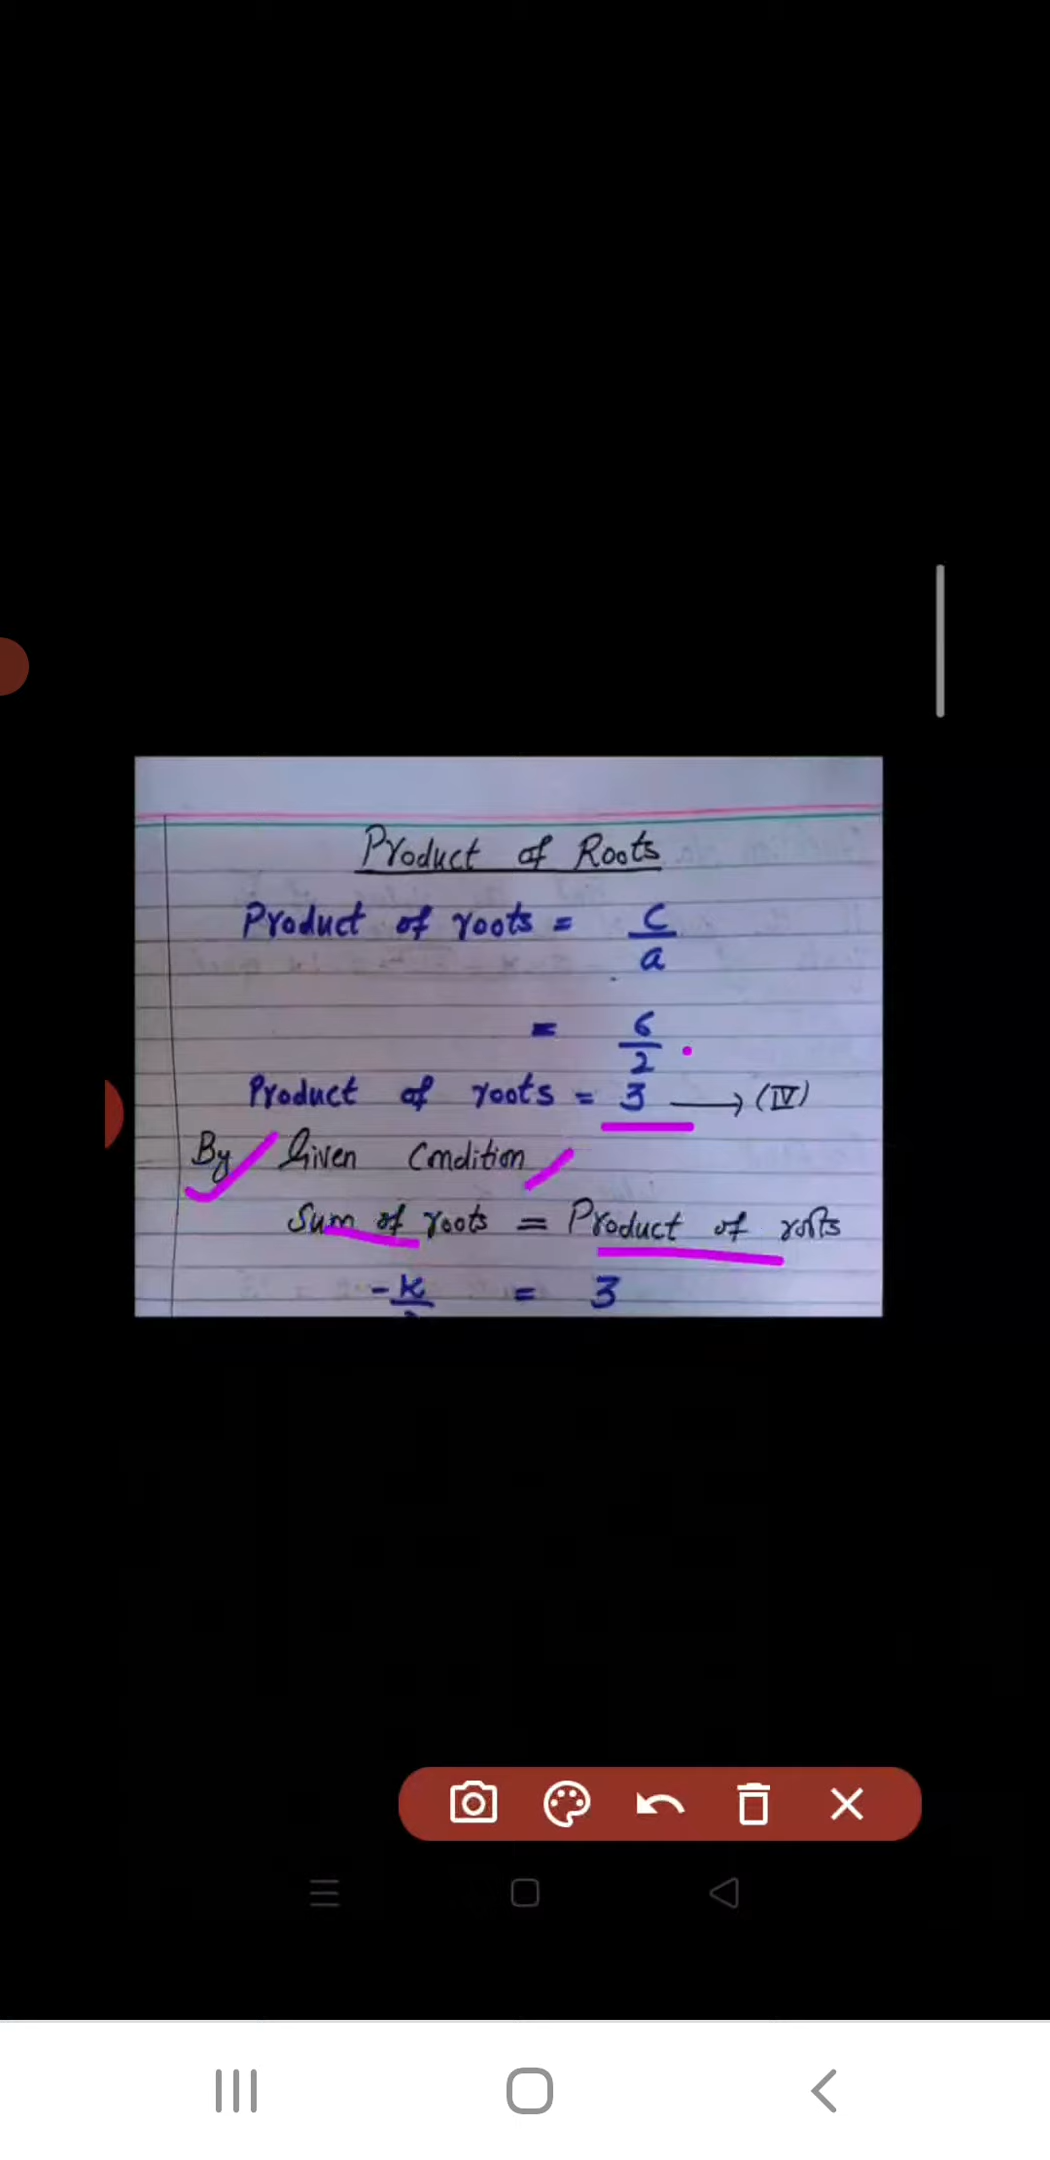 Product of Roots
Product of roots = c/a
= 6/2
Product of roots = 3 → (IV)
By Given Condition
Sum of roots = Product of roots
-k = 3